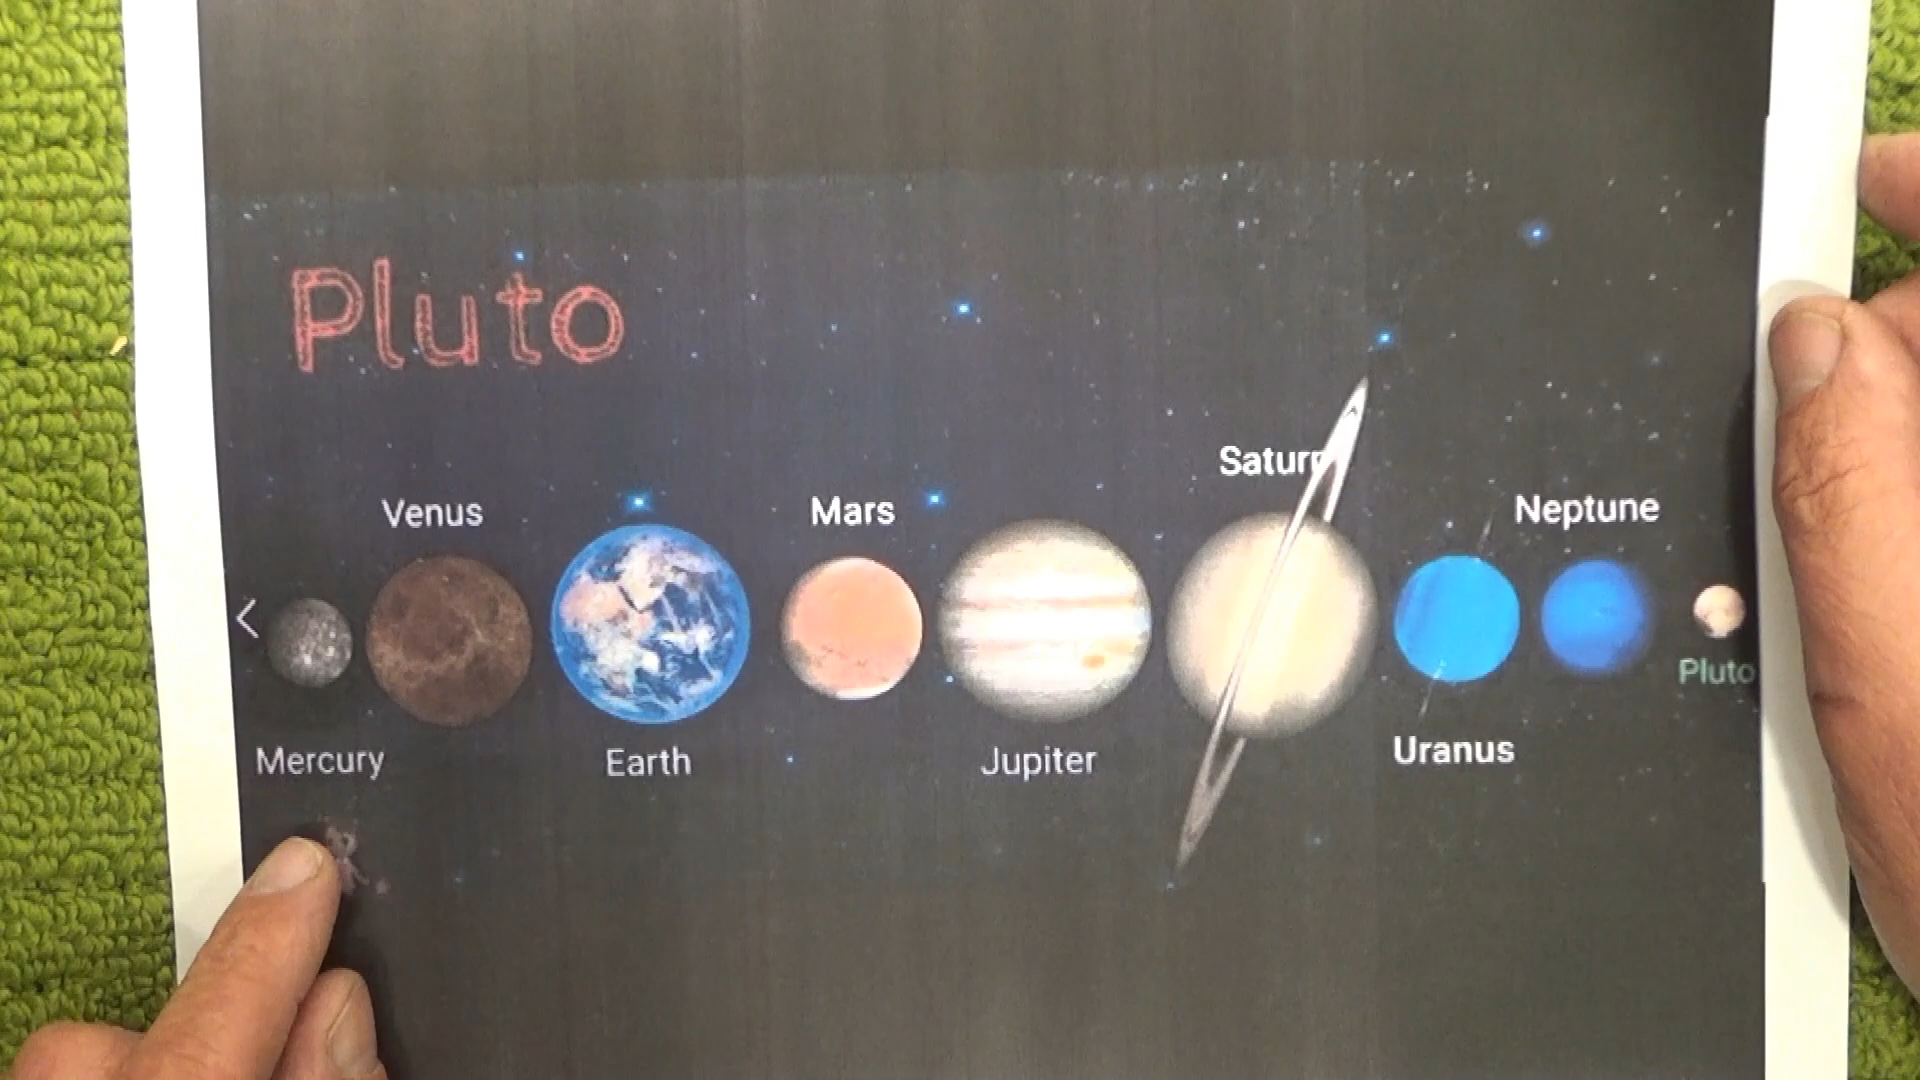 Pluto
Saturn
Venus
Mars
Neptune
Pluto
Mercury
Earth
Jupiter
Uranus